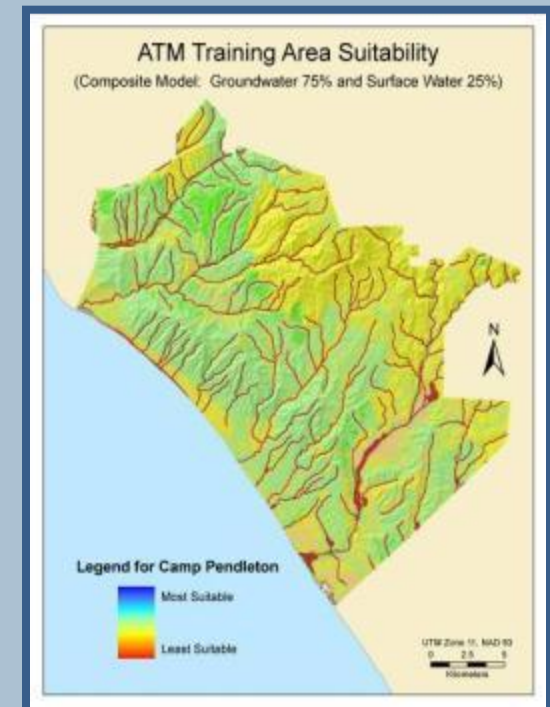 ATM Training Area Suitability
(Composite Model: Groundwater 75% and Surface Water 25%)
N
Legend for Camp Pendleton
Most Suitable
Least Suitable
UTM Zone 11, NAD 83
0 2.5 5
Kilometers